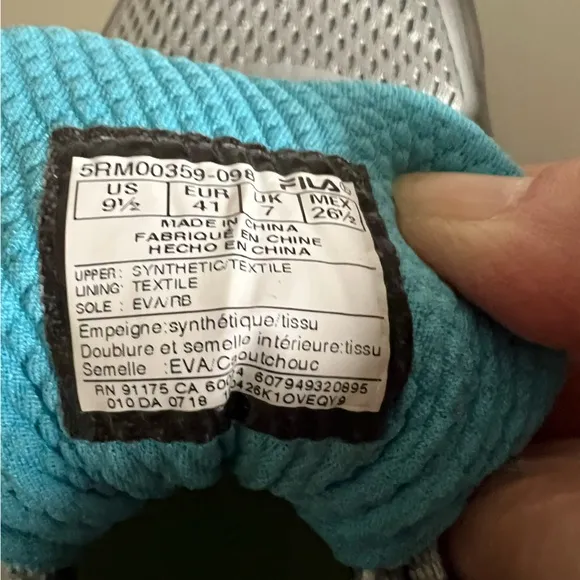 5RM00359-098 FILA
US EUR UK MEX
9½ 41 7 26½
MADE IN CHINA
FABRIQUÉ EN CHINE
HECHO EN CHINA
UPPER: SYNTHETIC/TEXTILE
LINING: TEXTILE
SOLE : EVA/RB
Empeigne:synthétique/tissu
Doublure et semelle intérieure:tissu
Semelle :EVA/Caoutchouc
RN 91175 CA 607949320895
010 DA 0718